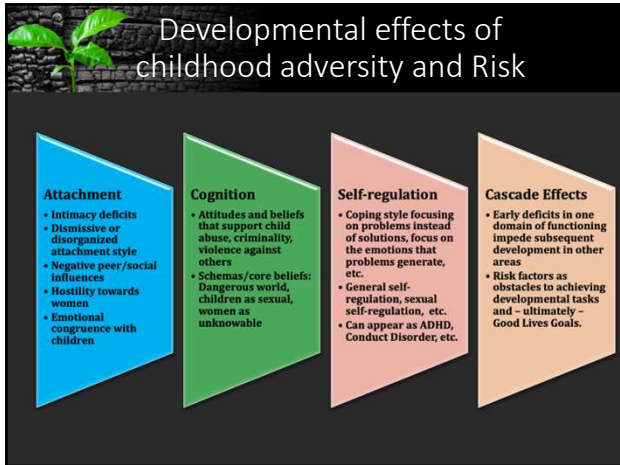 Developmental effects of
childhood adversity and Risk
Attachment
• Intimacy deficits
• Dismissive or
disorganized
attachment style
• Negative peer/social
influences
• Hostility towards
women
• Emotional
congruence with
children
Cognition
• Attitudes and beliefs
that support child
abuse, criminality,
violence against
others
• Schemas/core beliefs:
Dangerous world,
children as sexual,
women as
unknowable
Self-regulation
• Coping style focusing
on problems instead
of solutions, focus on
the emotions that
problems generate,
etc.
• General self-
regulation, sexual
self-regulation, etc.
• Can appear as ADHD,
Conduct Disorder, etc.
Cascade Effects
• Early deficits in one
domain of functioning
impede subsequent
development in other
areas
• Risk factors as
obstacles to achieving
developmental tasks
and – ultimately –
Good Lives Goals.